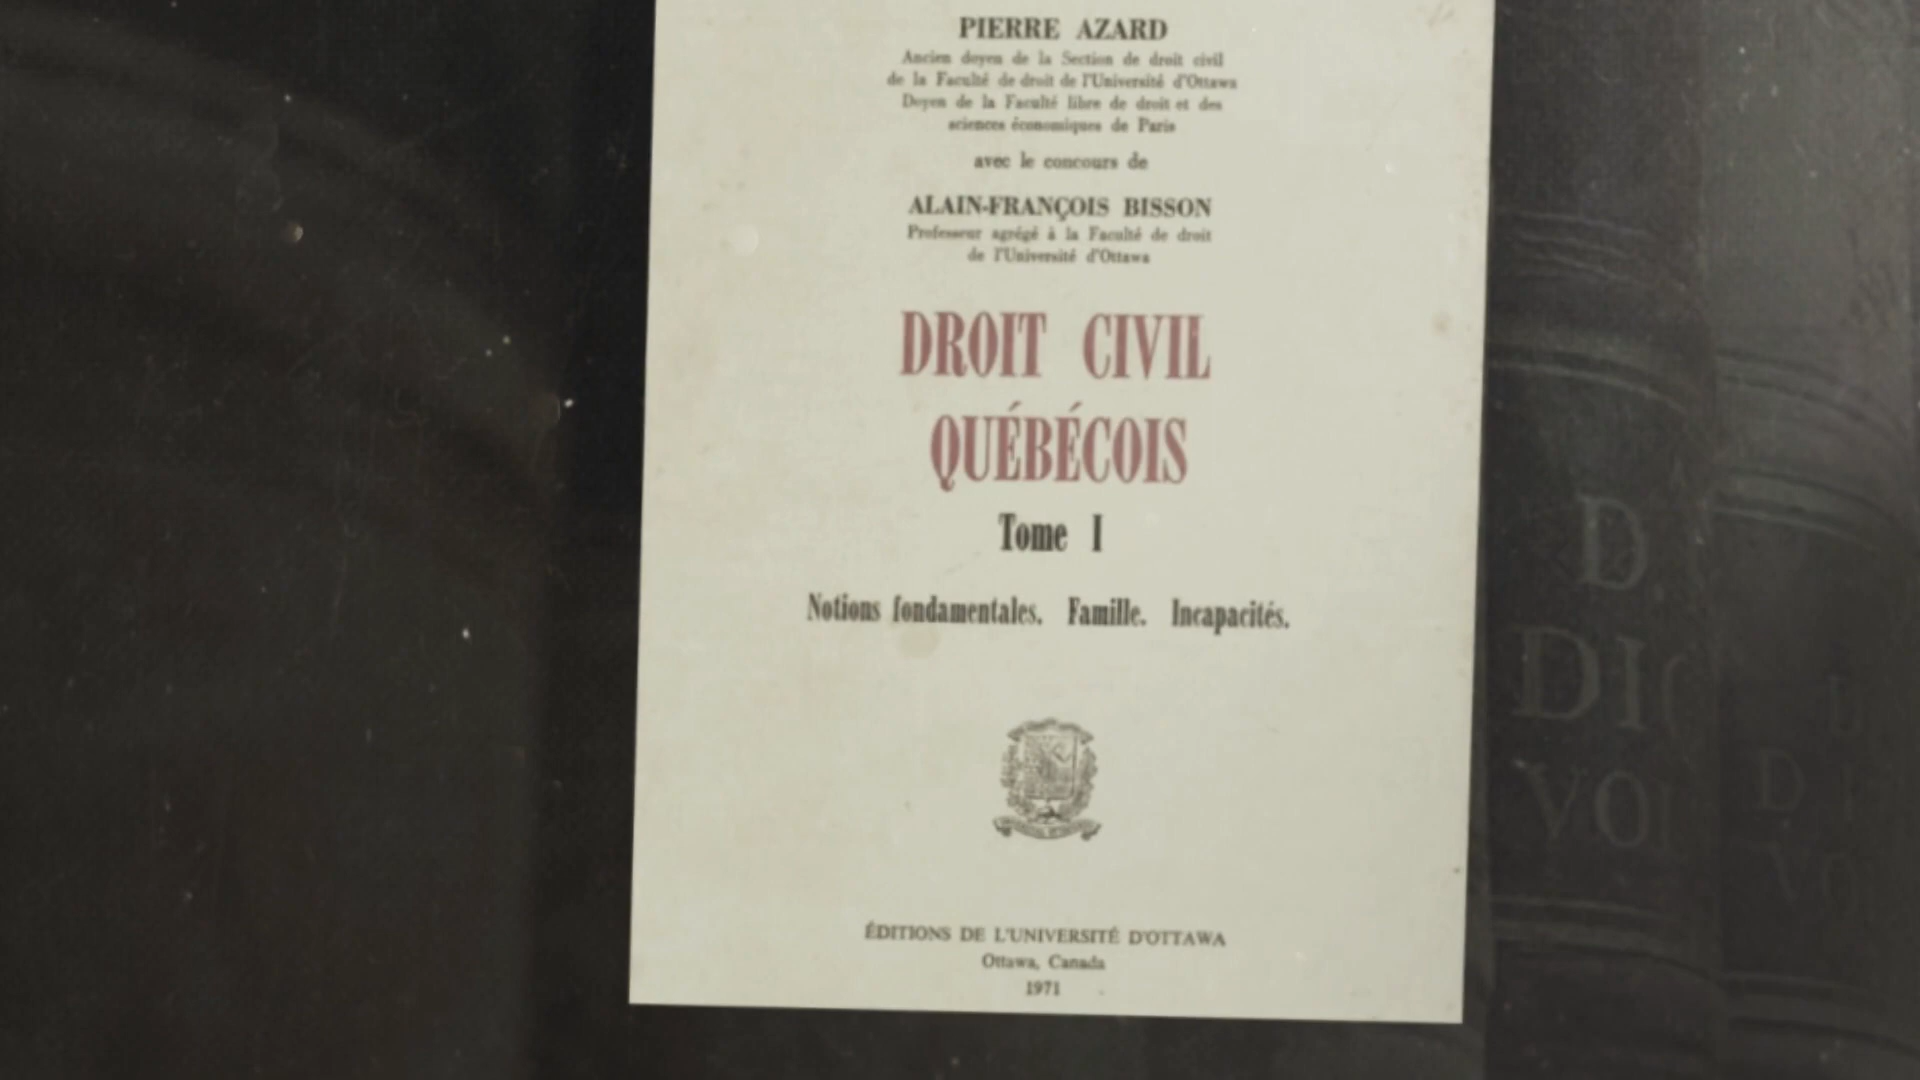 PIERRE AZARD
Ancien doyen de la Section de droit civil
de la Faculté de droit de l'Université d'Ottawa
Doyen de la Faculté libre de droit et des
sciences économiques de Paris
avec le concours de
ALAIN-FRANÇOIS BISSON
Professeur agrégé à la Faculté de droit
de l'Université d'Ottawa
DROIT CIVIL
QUÉBÉCOIS
Tome I
Notions fondamentales. Famille. Incapacités.
ÉDITIONS DE L'UNIVERSITÉ D'OTTAWA
Ottawa, Canada
1971